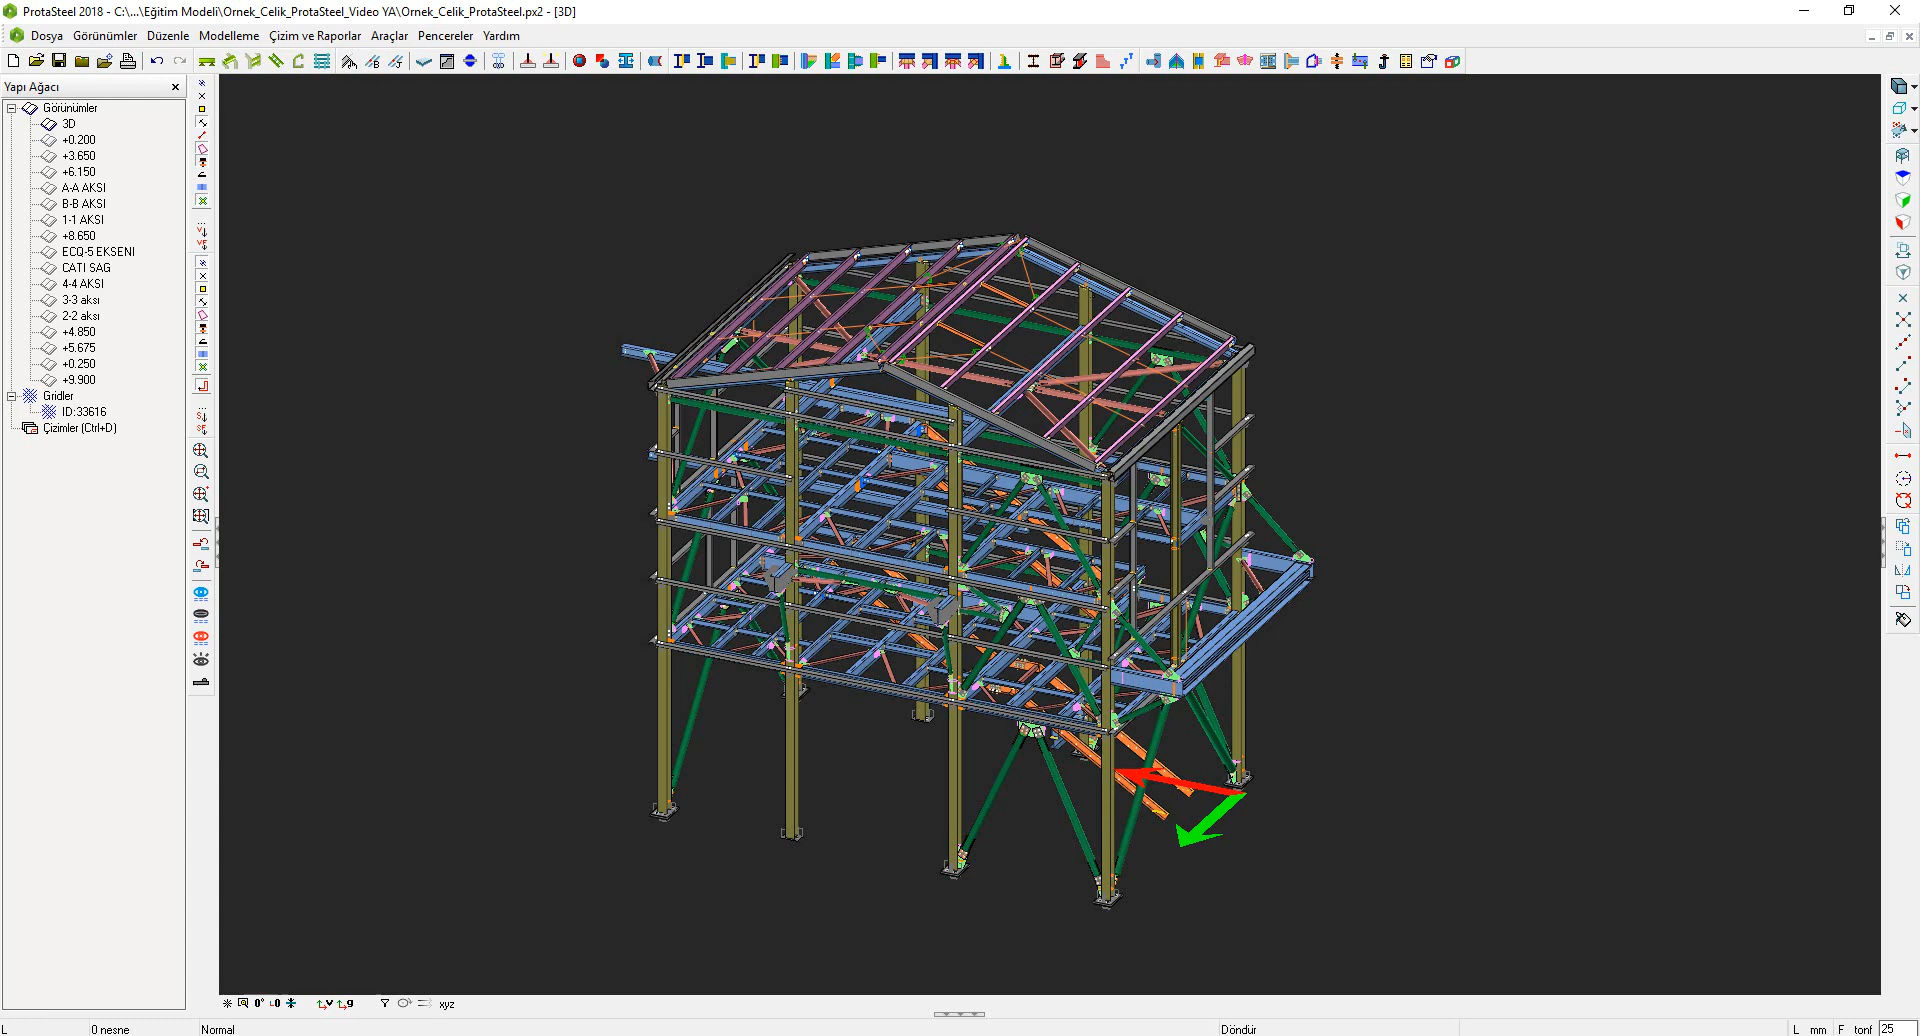 ProtaSteel 2018 - C:\...\Eğitim Modeli\Ornek_Celik_ProtaSteel_Video YA\Ornek_Celik_ProtaSteel.px2 - [3D]
Dosya Görünümler Düzenle Modelleme Çizim ve Raporlar Araçlar Pencereler Yardım
Yapı Ağacı
Görünümler
3D
+0.200
+3.650
+6.150
A-A AKSI
B-B AKSI
1-1 AKSI
+8.650
ECQ-5 EKSENI
CATI SAG
4-4 AKSI
3-3 aksı
2-2 aksı
+4.850
+5.675
+0.250
+9.900
Gridler
ID:33616
Çizimler (Ctrl+D)
xyz
L 0 nesne Normal Döndür L mm F tonf 25